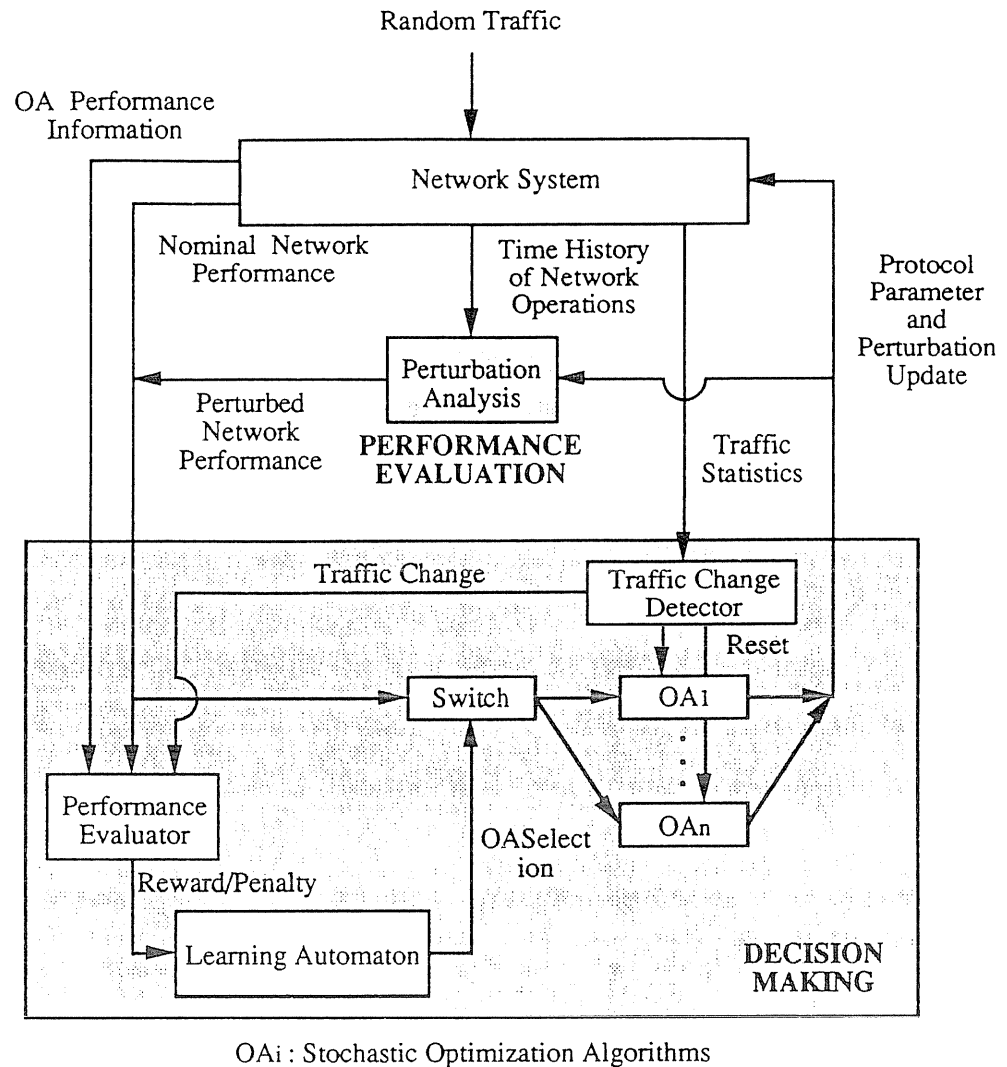 Random Traffic
OA Performance
Information
Network System
Nominal Network
Performance
Time History
of Network
Operations
Protocol
Parameter
and
Perturbation
Update
Perturbation
Analysis
Perturbed
Network
Performance
PERFORMANCE
EVALUATION
Traffic
Statistics
Traffic Change
Traffic Change
Detector
Reset
Switch
OA1
OAn
Performance
Evaluator
OASelect
ion
Reward/Penalty
Learning Automaton
DECISION
MAKING
OAi : Stochastic Optimization Algorithms